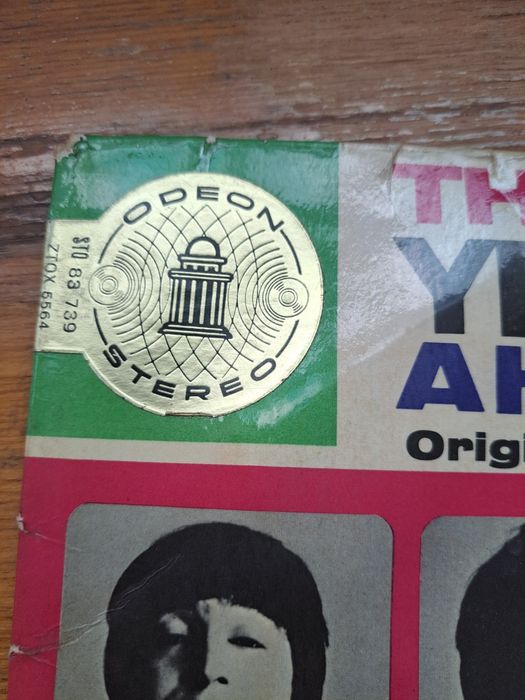 ODEON
STEREO
STO 83 739
ZTOX 5564
TH
YE
AH
Origi